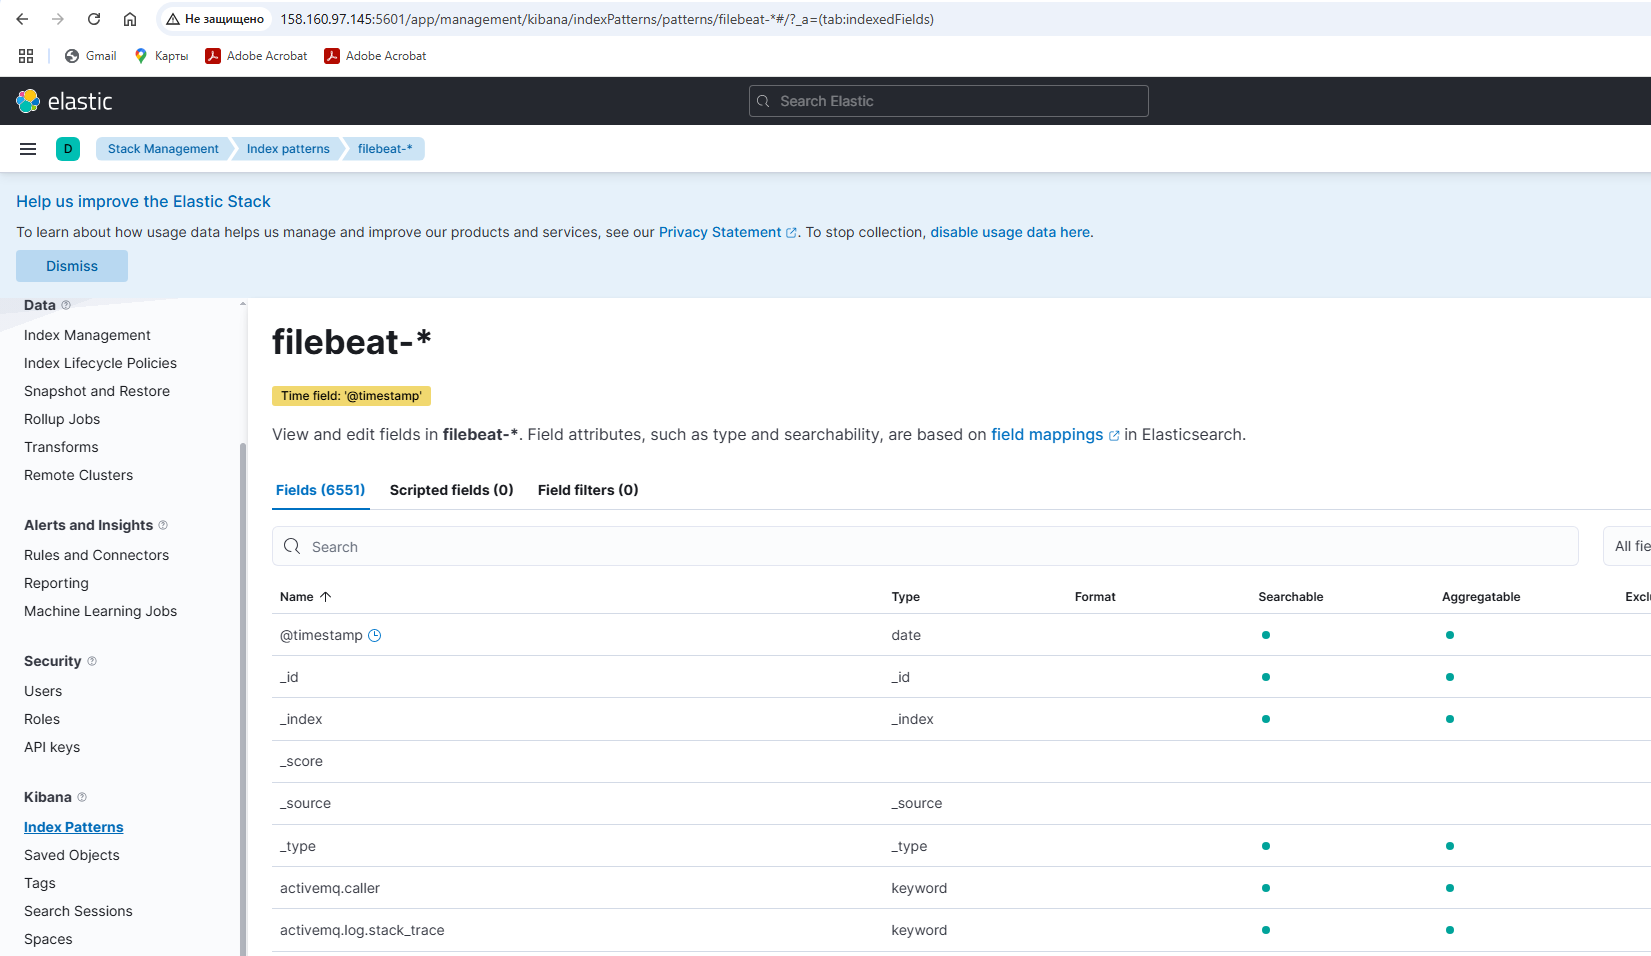 Не защищено
158.160.97.145:5601/app/management/kibana/indexPatterns/patterns/filebeat-*#/?_a=(tab:indexedFields)
Gmail Карты Adobe Acrobat Adobe Acrobat
elastic
Search Elastic
D Stack Management Index patterns filebeat-*
Help us improve the Elastic Stack
To learn about how usage data helps us manage and improve our products and services, see our Privacy Statement. To stop collection, disable usage data here.
Dismiss
Data
Index Management
Index Lifecycle Policies
Snapshot and Restore
Rollup Jobs
Transforms
Remote Clusters
Alerts and Insights
Rules and Connectors
Reporting
Machine Learning Jobs
Security
Users
Roles
API keys
Kibana
Index Patterns
Saved Objects
Tags
Search Sessions
Spaces
filebeat-*
Time field: '@timestamp'
View and edit fields in filebeat-*. Field attributes, such as type and searchability, are based on field mappings in Elasticsearch.
Fields (6551) Scripted fields (0) Field filters (0)
Search
All fie
Name Type Format Searchable Aggregatable Excl
@timestamp date
_id _id
_index _index
_score
_source _source
_type _type
activemq.caller keyword
activemq.log.stack_trace keyword